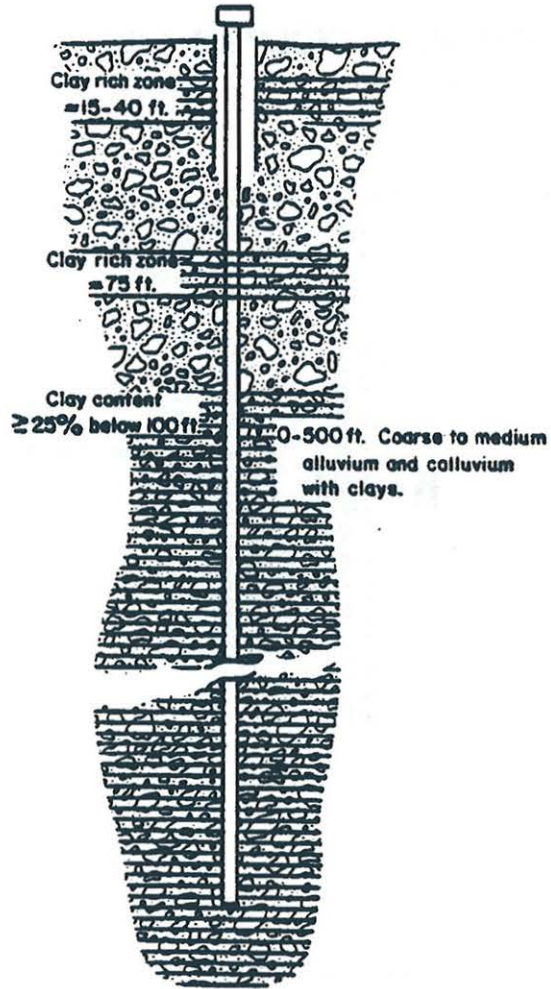 Clay rich zone
≈15-40 ft.
Clay rich zone
≈75 ft.
Clay content
≥25% below 100 ft.
0-500 ft. Coarse to medium
alluvium and colluvium
with clays.